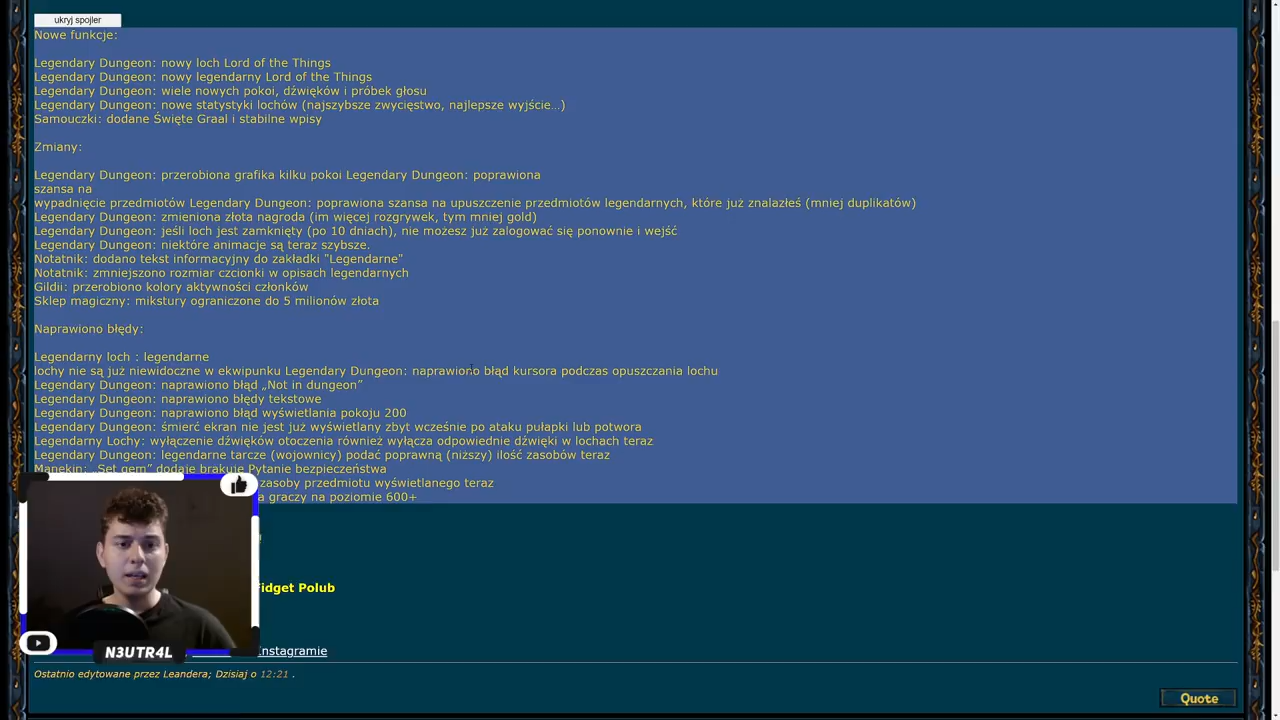 ukryj spojler
Nowe funkcje:
Legendary Dungeon: nowy loch Lord of the Things
Legendary Dungeon: nowy legendarny Lord of the Things
Legendary Dungeon: wiele nowych pokoi, dźwięków i próbek głosu
Legendary Dungeon: nowe statystyki lochów (najszybsze zwycięstwo, najlepsze wyjście...)
Samouczki: dodane Święte Graal i stabilne wpisy
Zmiany:
Legendary Dungeon: przerobiona grafika kilku pokoi Legendary Dungeon: poprawiona
szansa na
wypadnięcie przedmiotów Legendary Dungeon: poprawiona szansa na upuszczenie przedmiotów legendarnych, które już znalazłeś (mniej duplikatów)
Legendary Dungeon: zmieniona złota nagroda (im więcej rozgrywek, tym mniej gold)
Legendary Dungeon: jeśli loch jest zamknięty (po 10 dniach), nie możesz już zalogować się ponownie i wejść
Legendary Dungeon: niektóre animacje są teraz szybsze.
Notatnik: dodano tekst informacyjny do zakładki "Legendarne"
Notatnik: zmniejszono rozmiar czcionki w opisach legendarnych
Gildii: przerobiono kolory aktywności członków
Sklep magiczny: mikstury ograniczone do 5 milionów złota
Naprawiono błędy:
Legendarny loch : legendarne
lochy nie są już niewidoczne w ekwipunku Legendary Dungeon: naprawiono błąd kursora podczas opuszczania lochu
Legendary Dungeon: naprawiono błąd „Not in dungeon”
Legendary Dungeon: naprawiono błędy tekstowe
Legendary Dungeon: naprawiono błąd wyświetlania pokoju 200
Legendary Dungeon: śmierć ekran nie jest już wyświetlany zbyt wcześnie po ataku pułapki lub potwora
Legendarny Lochy: wyłączenie dźwięków otoczenia również wyłącza odpowiednie dźwięki w lochach teraz
Legendary Dungeon: legendarne tarcze (wojownicy) podać poprawną (niższy) ilość zasobów teraz
Manekin: „Set gem” dodaje brakuje Pytanie bezpieczeństwa
zasoby przedmiotu wyświetlanego teraz
a graczy na poziomie 600+
Fidget Polub
N3UTR4L
Instagramie
Ostatnio edytowane przez Leandera; Dzisiaj o 12:21 .
Quote